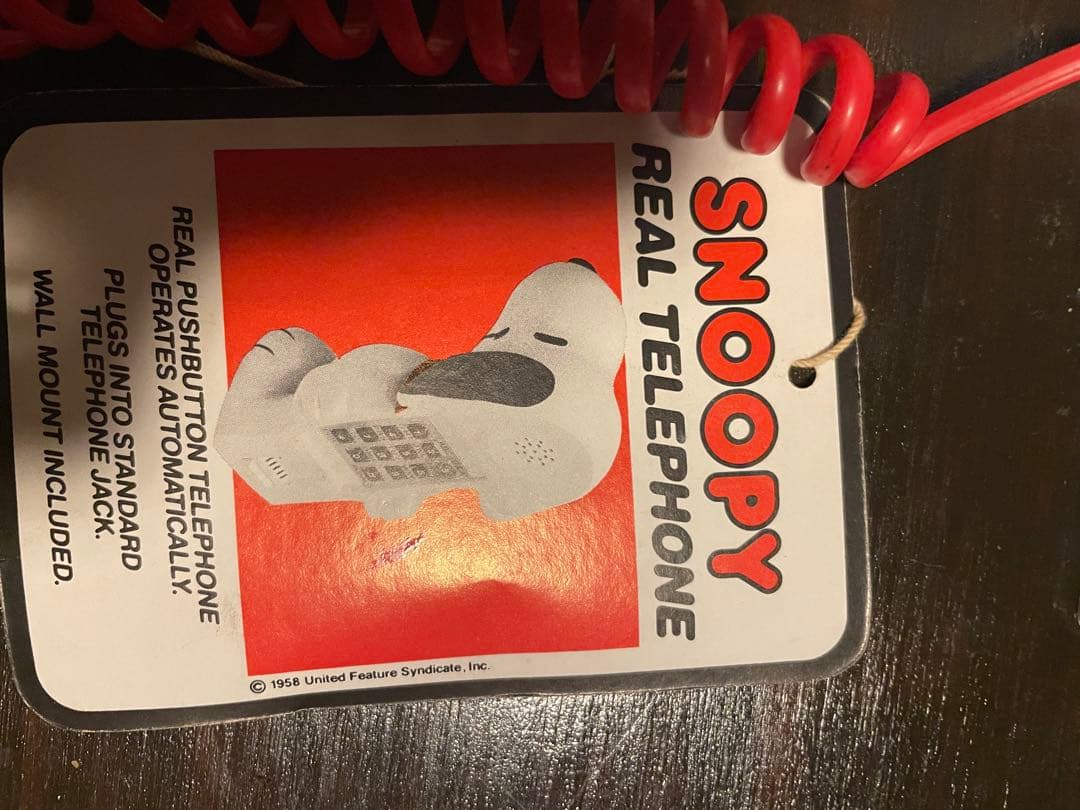 SNOOPY
REAL TELEPHONE
© 1958 United Feature Syndicate, Inc.
REAL PUSHBUTTON TELEPHONE
OPERATES AUTOMATICALLY.
PLUGS INTO STANDARD
TELEPHONE JACK.
WALL MOUNT INCLUDED.